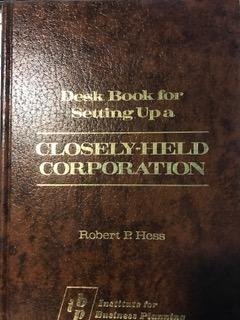 Desk Book for
Setting Up a
CLOSELY-HELD
CORPORATION
Robert P. Hess
ibp
Institute for
Business Planning